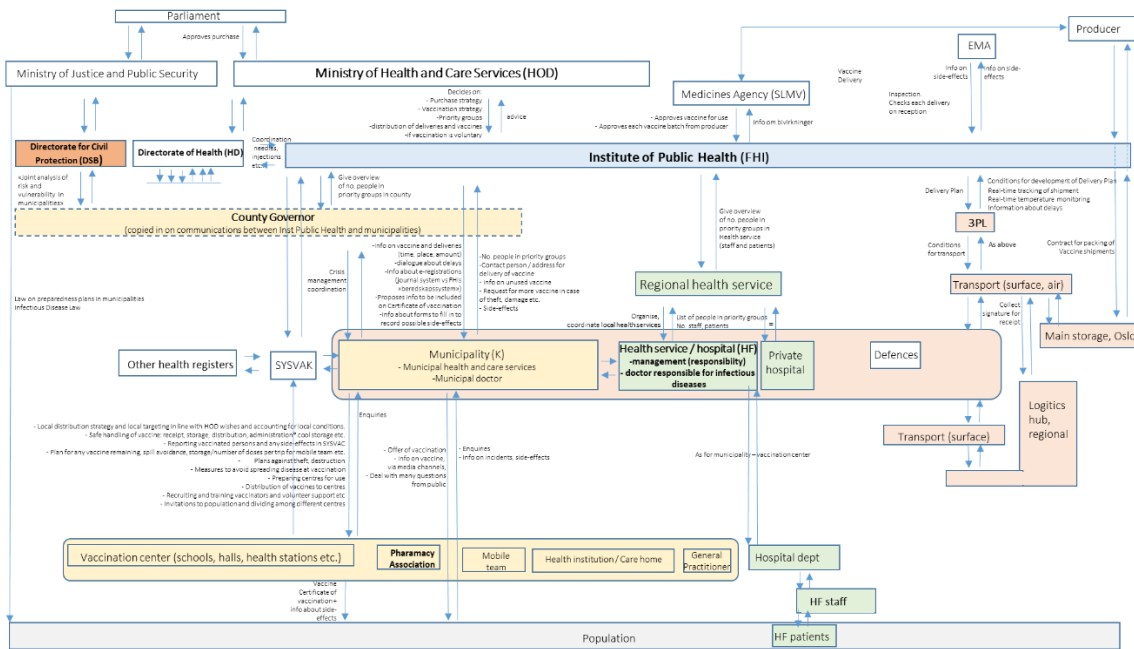 Parliament
Approves purchase
Producer
EMA
Ministry of Justice and Public Security
Ministry of Health and Care Services (HOD)
Vaccine
Delivery
Info on
side-effects
Info on side-
effects
Medicines Agency (SLMV)
Decides on:
- Purchase strategy
- Vaccination strategy
-Priority groups
-distribution of deliveries and vaccines
-if vaccination is voluntary
advice
Inspection.
Checks each delivery
on reception
- Approves vaccine for use
- Approves each vaccine batch from producer
Info om bivirkninger
Directorate for Civil
Protection (DSB)
Directorate of Health (HD)
Coordination
needs,
injections
etc.
Institute of Public Health (FHI)
«Joint analysis of
risk and
vulnerability in
municipalities»
Give overview
of no. people in
priority groups in county
Give overview
of no. people in
priority groups in
Health service
(staff and patients)
Delivery Plan
Conditions for development of Delivery Plan
Real-time tracking of shipment
Real-time temperature monitoring
Information about delays
County Governor
(copied in on communications between Inst Public Health and municipalities)
3PL
Conditions
for transport
As above
Contract for packing of
Vaccine shipments
Crisis
management
coordination
-Info on vaccine and deliveries
(time, place, amount)
-dialogue about delays
-Info about e-registrations
(journal system vs FHIs
«beredskapssystem»)
-Proposes info to be included
on Certificate of vaccination
-Info about forms to fill in to
record possible side-effects
-No. people in priority groups
- Contact person / address for
delivery of vaccine
- Info on unused vaccine
- Request for more vaccine in case
of theft, damage etc.
- Side-effects
Regional health service
Transport (surface, air)
Law on preparedness plans in municipalities
Infectious Disease Law
Organise,
coordinate local health services
List of people in priority groups
No. staff, patients
Collect
signature for
receipt
Main storage, Oslo
Other health registers
SYSVAK
Municipality (K)
- Municipal health and care services
-Municipal doctor
Health service / hospital (HF)
-management (responsiblity)
- doctor responsible for infectious
diseases
Private
hospital
Defences
Logitics
hub,
regional
Enquiries
- Local distribution strategy and local targeting in line with HOD wishes and accounting for local conditions.
- Safe handling of vaccine: receipt, storage, distribution, administration* cool storage etc.
- Reporting vaccinated persons and any side effects in SYSVAC
- Plan for any vaccine remaining, spill avoidance, storage/number of doses per trip for mobile team etc.
- Plans against theft, destruction
- Measures to avoid spreading disease at vaccination
- Preparing centres for use
- Distribution of vaccines to centres
- Recruiting and training vaccinators and volunteer support etc
- Invitations to population and dividing among different centres
- Offer of vaccination
- Info on vaccine,
via media channels,
- Deal with many questions
from public
- Enquiries
- Info on incidents, side-effects
As for municipality – vaccination center
Transport (surface)
Vaccination center (schools, halls, health stations etc.)
Pharamacy
Association
Mobile
team
Health institution / Care home
General
Practitioner
Hospital dept
Vaccine
Certificate of
vaccination+
info about side-
effects
HF staff
Population
HF patients